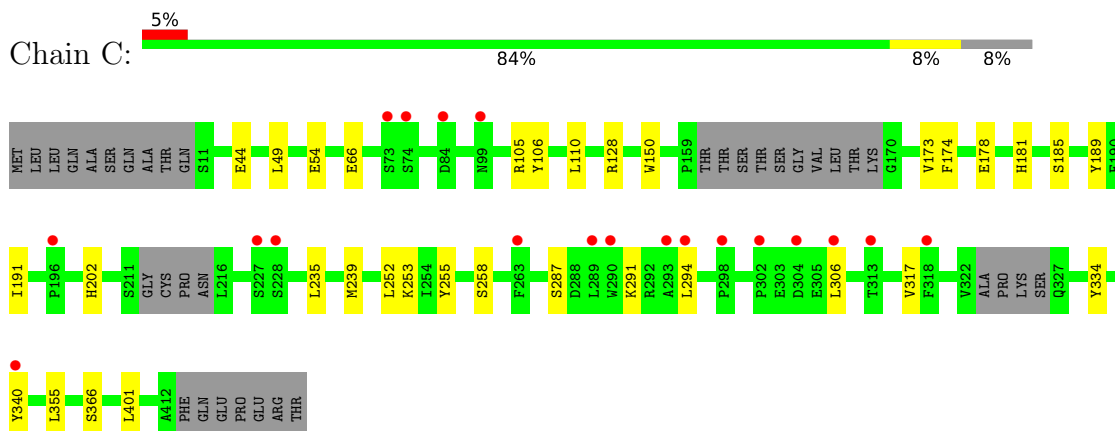 5%
Chain C:
84% 8% 8%
MET LEU LEU GLN ALA SER GLN ALA THR GLN S11 E44 L49 E54 E66 S73 S74 D84 N99 R105 Y106 L110 R128 W150 P159 THR THR SER THR SER GLY VAL LEU THR LYS G170 V173 F174 E178 H181 S185 Y189 E190
I191 P196 H202 S211 GLY CYS PRO ASN L216 S227 S228 L235 M239 L252 K253 I254 Y255 S258 F263 S287 D288 L289 W290 K291 R292 A293 L294 P298 P302 E303 D304 E305 L306 T313 V317 F318 V322 ALA PRO LYS SER Q327 Y334
Y340 L355 S366 L401 A412 PHE GLN GLU PRO GLU ARG THR